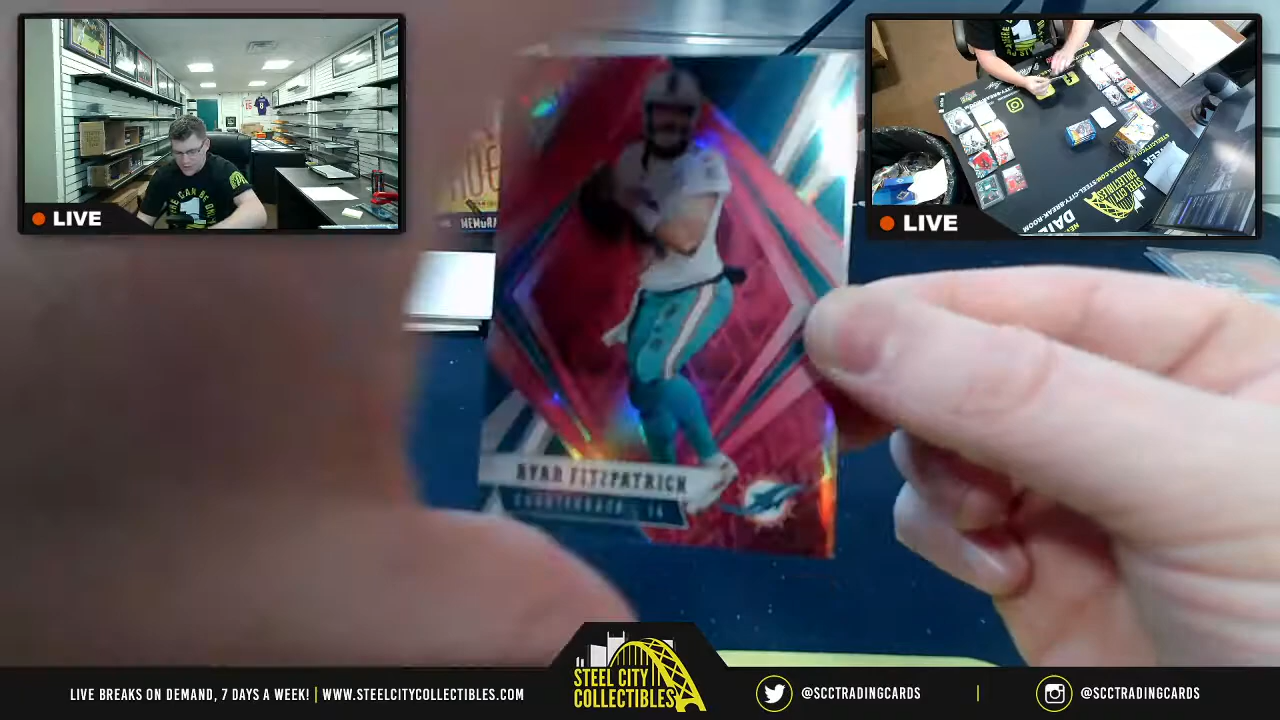 LIVE
LIVE
RYAN FITZPATRICK
QUARTERBACK 14
LIVE BREAKS ON DEMAND, 7 DAYS A WEEK! | WWW.STEELCITYCOLLECTIBLES.COM
STEEL CITY
COLLECTIBLES
@SCCTRADINGCARDS
@SCCTRADINGCARDS